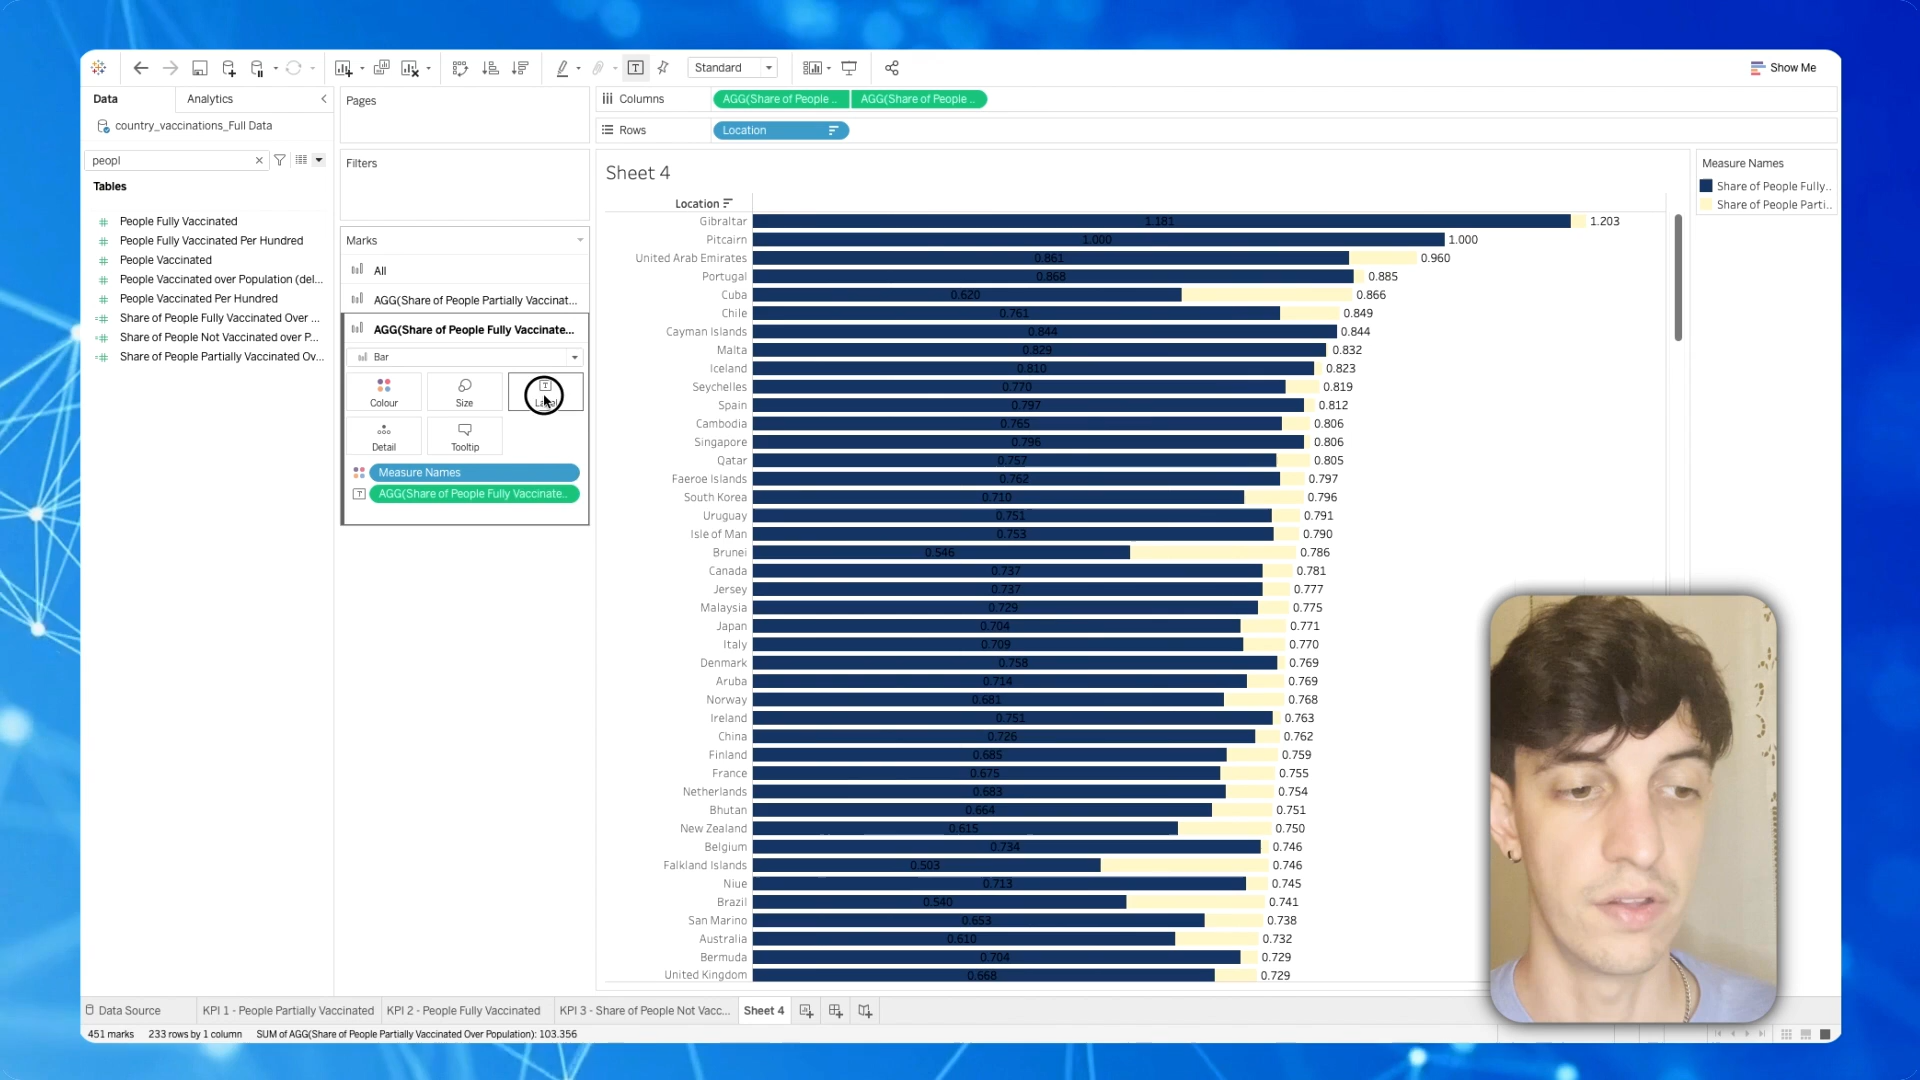 Standard
Show Me
Data
Analytics
Pages
Columns
AGG(Share of People ..
AGG(Share of People ..
country_vaccinations_Full Data
Rows
Location
peopl
Filters
Measure Names
Tables
Sheet 4
Share of People Fully..
Share of People Parti..
Location
People Fully Vaccinated
People Fully Vaccinated Per Hundred
People Vaccinated
People Vaccinated over Population (del...
People Vaccinated Per Hundred
Share of People Fully Vaccinated Over ...
Share of People Not Vaccinated over P...
Share of People Partially Vaccinated Ov...
Marks
All
AGG(Share of People Partially Vaccinat...
AGG(Share of People Fully Vaccinate...
Bar
Colour
Size
Detail
Tooltip
Measure Names
AGG(Share of People Fully Vaccinate..
Gibraltar 1.181 1.203
Pitcairn 1.000 1.000
United Arab Emirates 0.861 0.960
Portugal 0.868 0.885
Cuba 0.620 0.866
Chile 0.761 0.849
Cayman Islands 0.844 0.844
Malta 0.829 0.832
Iceland 0.810 0.823
Seychelles 0.770 0.819
Spain 0.797 0.812
Cambodia 0.765 0.806
Singapore 0.796 0.806
Qatar 0.757 0.805
Faeroe Islands 0.762 0.797
South Korea 0.710 0.796
Uruguay 0.751 0.791
Isle of Man 0.753 0.790
Brunei 0.546 0.786
Canada 0.737 0.781
Jersey 0.737 0.777
Malaysia 0.729 0.775
Japan 0.704 0.771
Italy 0.709 0.770
Denmark 0.758 0.769
Aruba 0.714 0.769
Norway 0.681 0.768
Ireland 0.751 0.763
China 0.726 0.762
Finland 0.685 0.759
France 0.675 0.755
Netherlands 0.683 0.754
Bhutan 0.664 0.751
New Zealand 0.615 0.750
Belgium 0.734 0.746
Falkland Islands 0.503 0.746
Niue 0.713 0.745
Brazil 0.540 0.741
San Marino 0.653 0.738
Australia 0.610 0.732
Bermuda 0.704 0.729
United Kingdom 0.668 0.729
Data Source
KPI 1 - People Partially Vaccinated
KPI 2 - People Fully Vaccinated
KPI 3 - Share of People Not Vacc...
Sheet 4
451 marks
233 rows by 1 column
SUM of AGG(Share of People Partially Vaccinated Over Population): 103.356